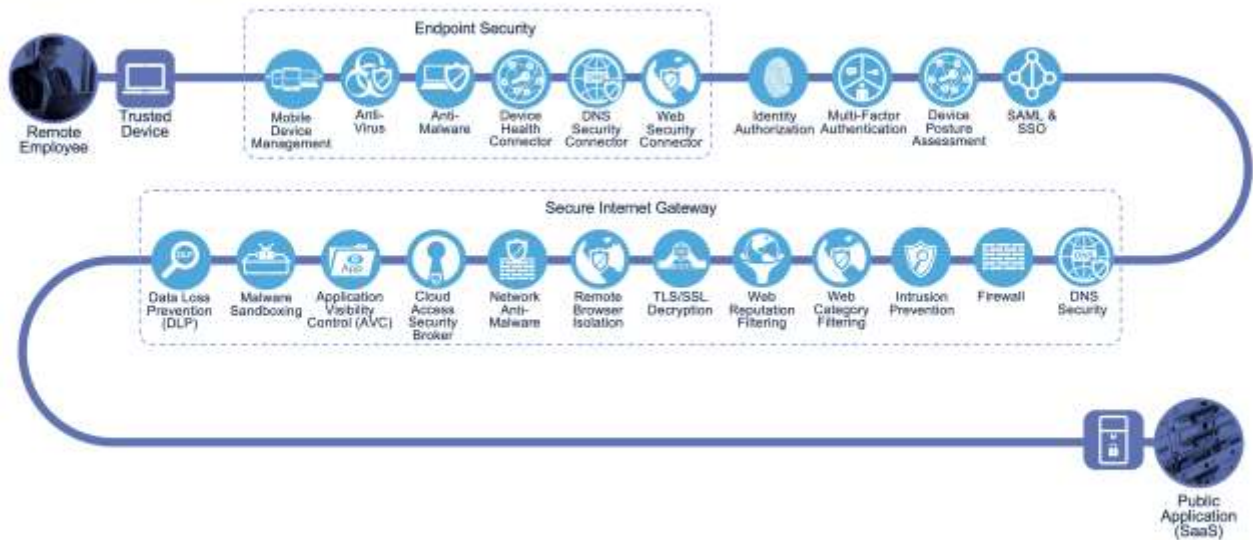 Endpoint Security
Remote
Employee
Trusted
Device
Mobile
Device
Management
Anti-
Virus
Anti-
Malware
Device
Health
Connector
DNS
Security
Connector
Web
Security
Connector
Identity
Authorization
Multi-Factor
Authentication
Device
Posture
Assessment
SAML &
SSO
Secure Internet Gateway
DLP
Data Loss
Prevention
(DLP)
Malware
Sandboxing
App
Application
Visibility
Control (AVC)
Cloud
Access
Security
Broker
Network
Anti-
Malware
Remote
Browser
Isolation
TLS/SSL
Decryption
Web
Reputation
Filtering
Web
Category
Filtering
Intrusion
Prevention
Firewall
DNS
DNS
Security
Public
Application
(SaaS)